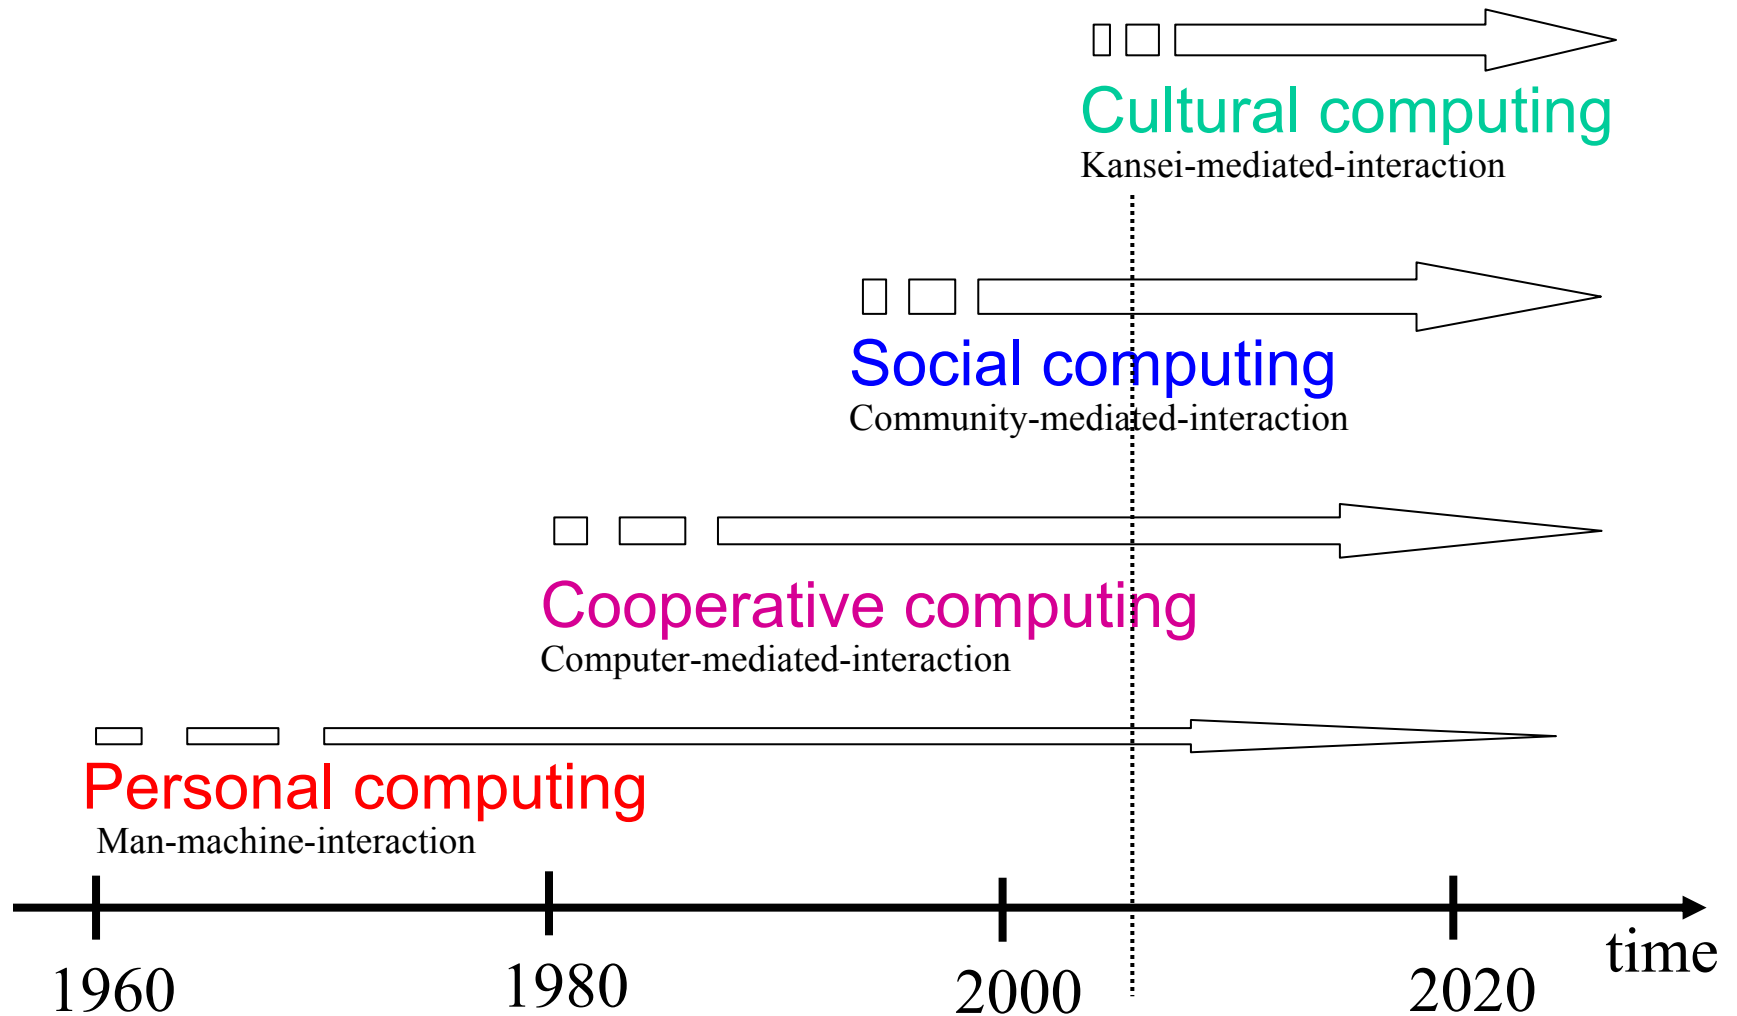 Cultural computing
Kansei-mediated-interaction
Social computing
Community-mediated-interaction
Cooperative computing
Computer-mediated-interaction
Personal computing
Man-machine-interaction
time
1960
1980
2000
2020